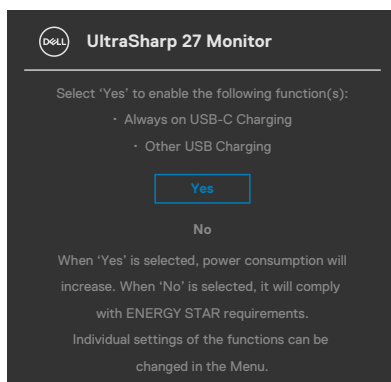 DELL
UltraSharp 27 Monitor
Select ‘Yes’ to enable the following function(s):
· Always on USB-C Charging
· Other USB Charging
Yes
No
When ‘Yes’ is selected, power consumption will
increase. When ‘No’ is selected, it will comply
with ENERGY STAR requirements.
Individual settings of the functions can be
changed in the Menu.